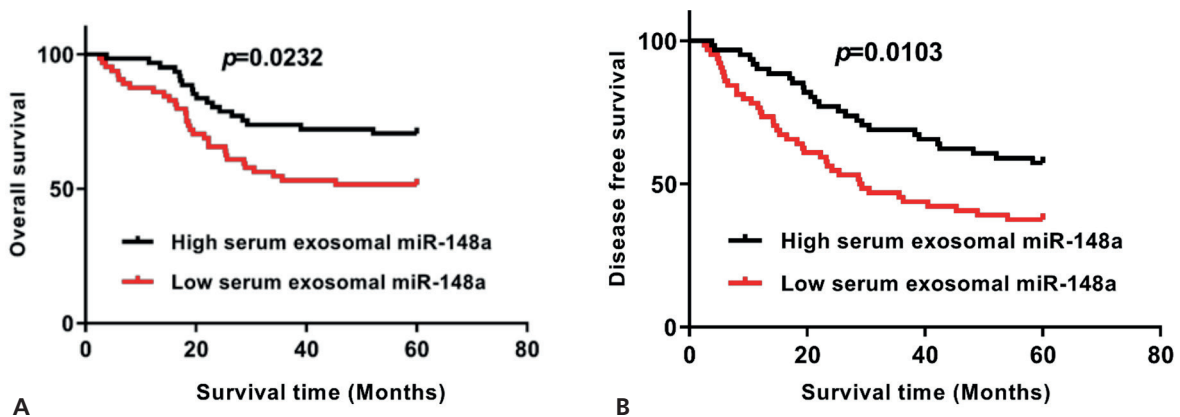 Overall survival
100
50
0
p=0.0232
High serum exosomal miR-148a
Low serum exosomal miR-148a
0 20 40 60 80
Survival time (Months)
A
Disease free survival
100
50
0
p=0.0103
High serum exosomal miR-148a
Low serum exosomal miR-148a
0 20 40 60 80
Survival time (Months)
B